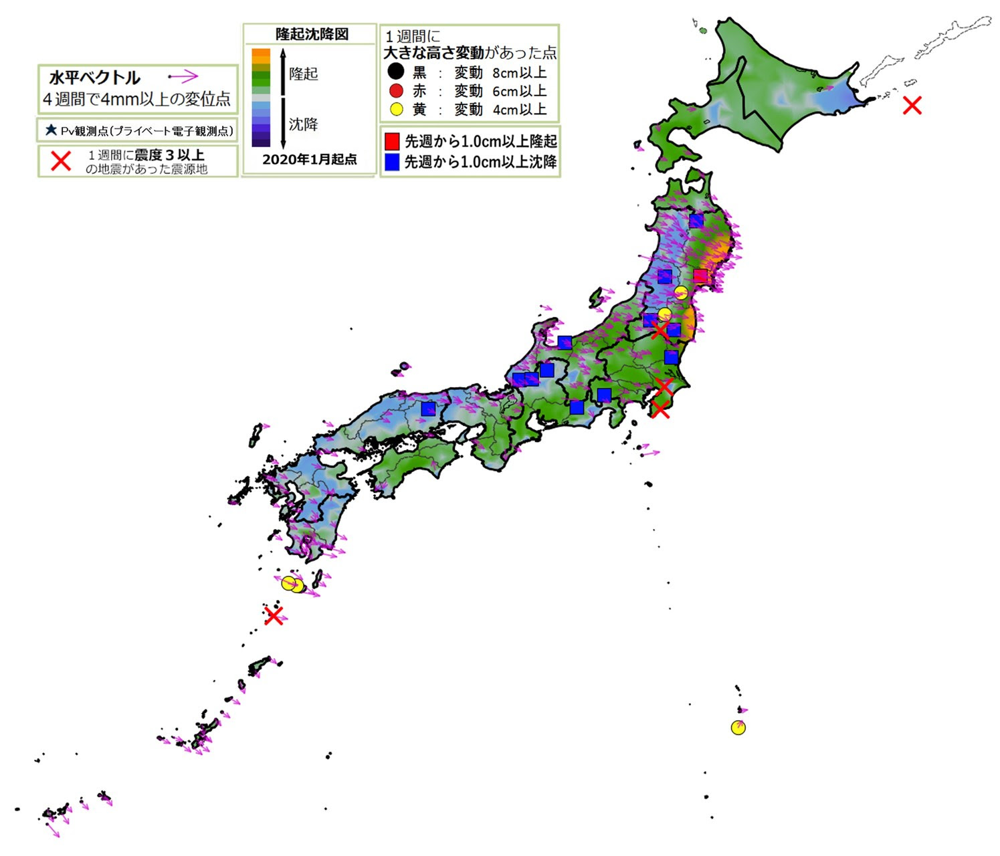 水平ベクトル
4週間で4mm以上の変位点
★ Pv観測点(プライベート電子観測点)
1週間に震度3以上
の地震があった震源地
隆起沈降図
隆起
沈降
2020年1月起点
1週間に
大きな高さ変動があった点
黒 : 変動 8cm以上
赤 : 変動 6cm以上
黄 : 変動 4cm以上
先週から1.0cm以上隆起
先週から1.0cm以上沈降